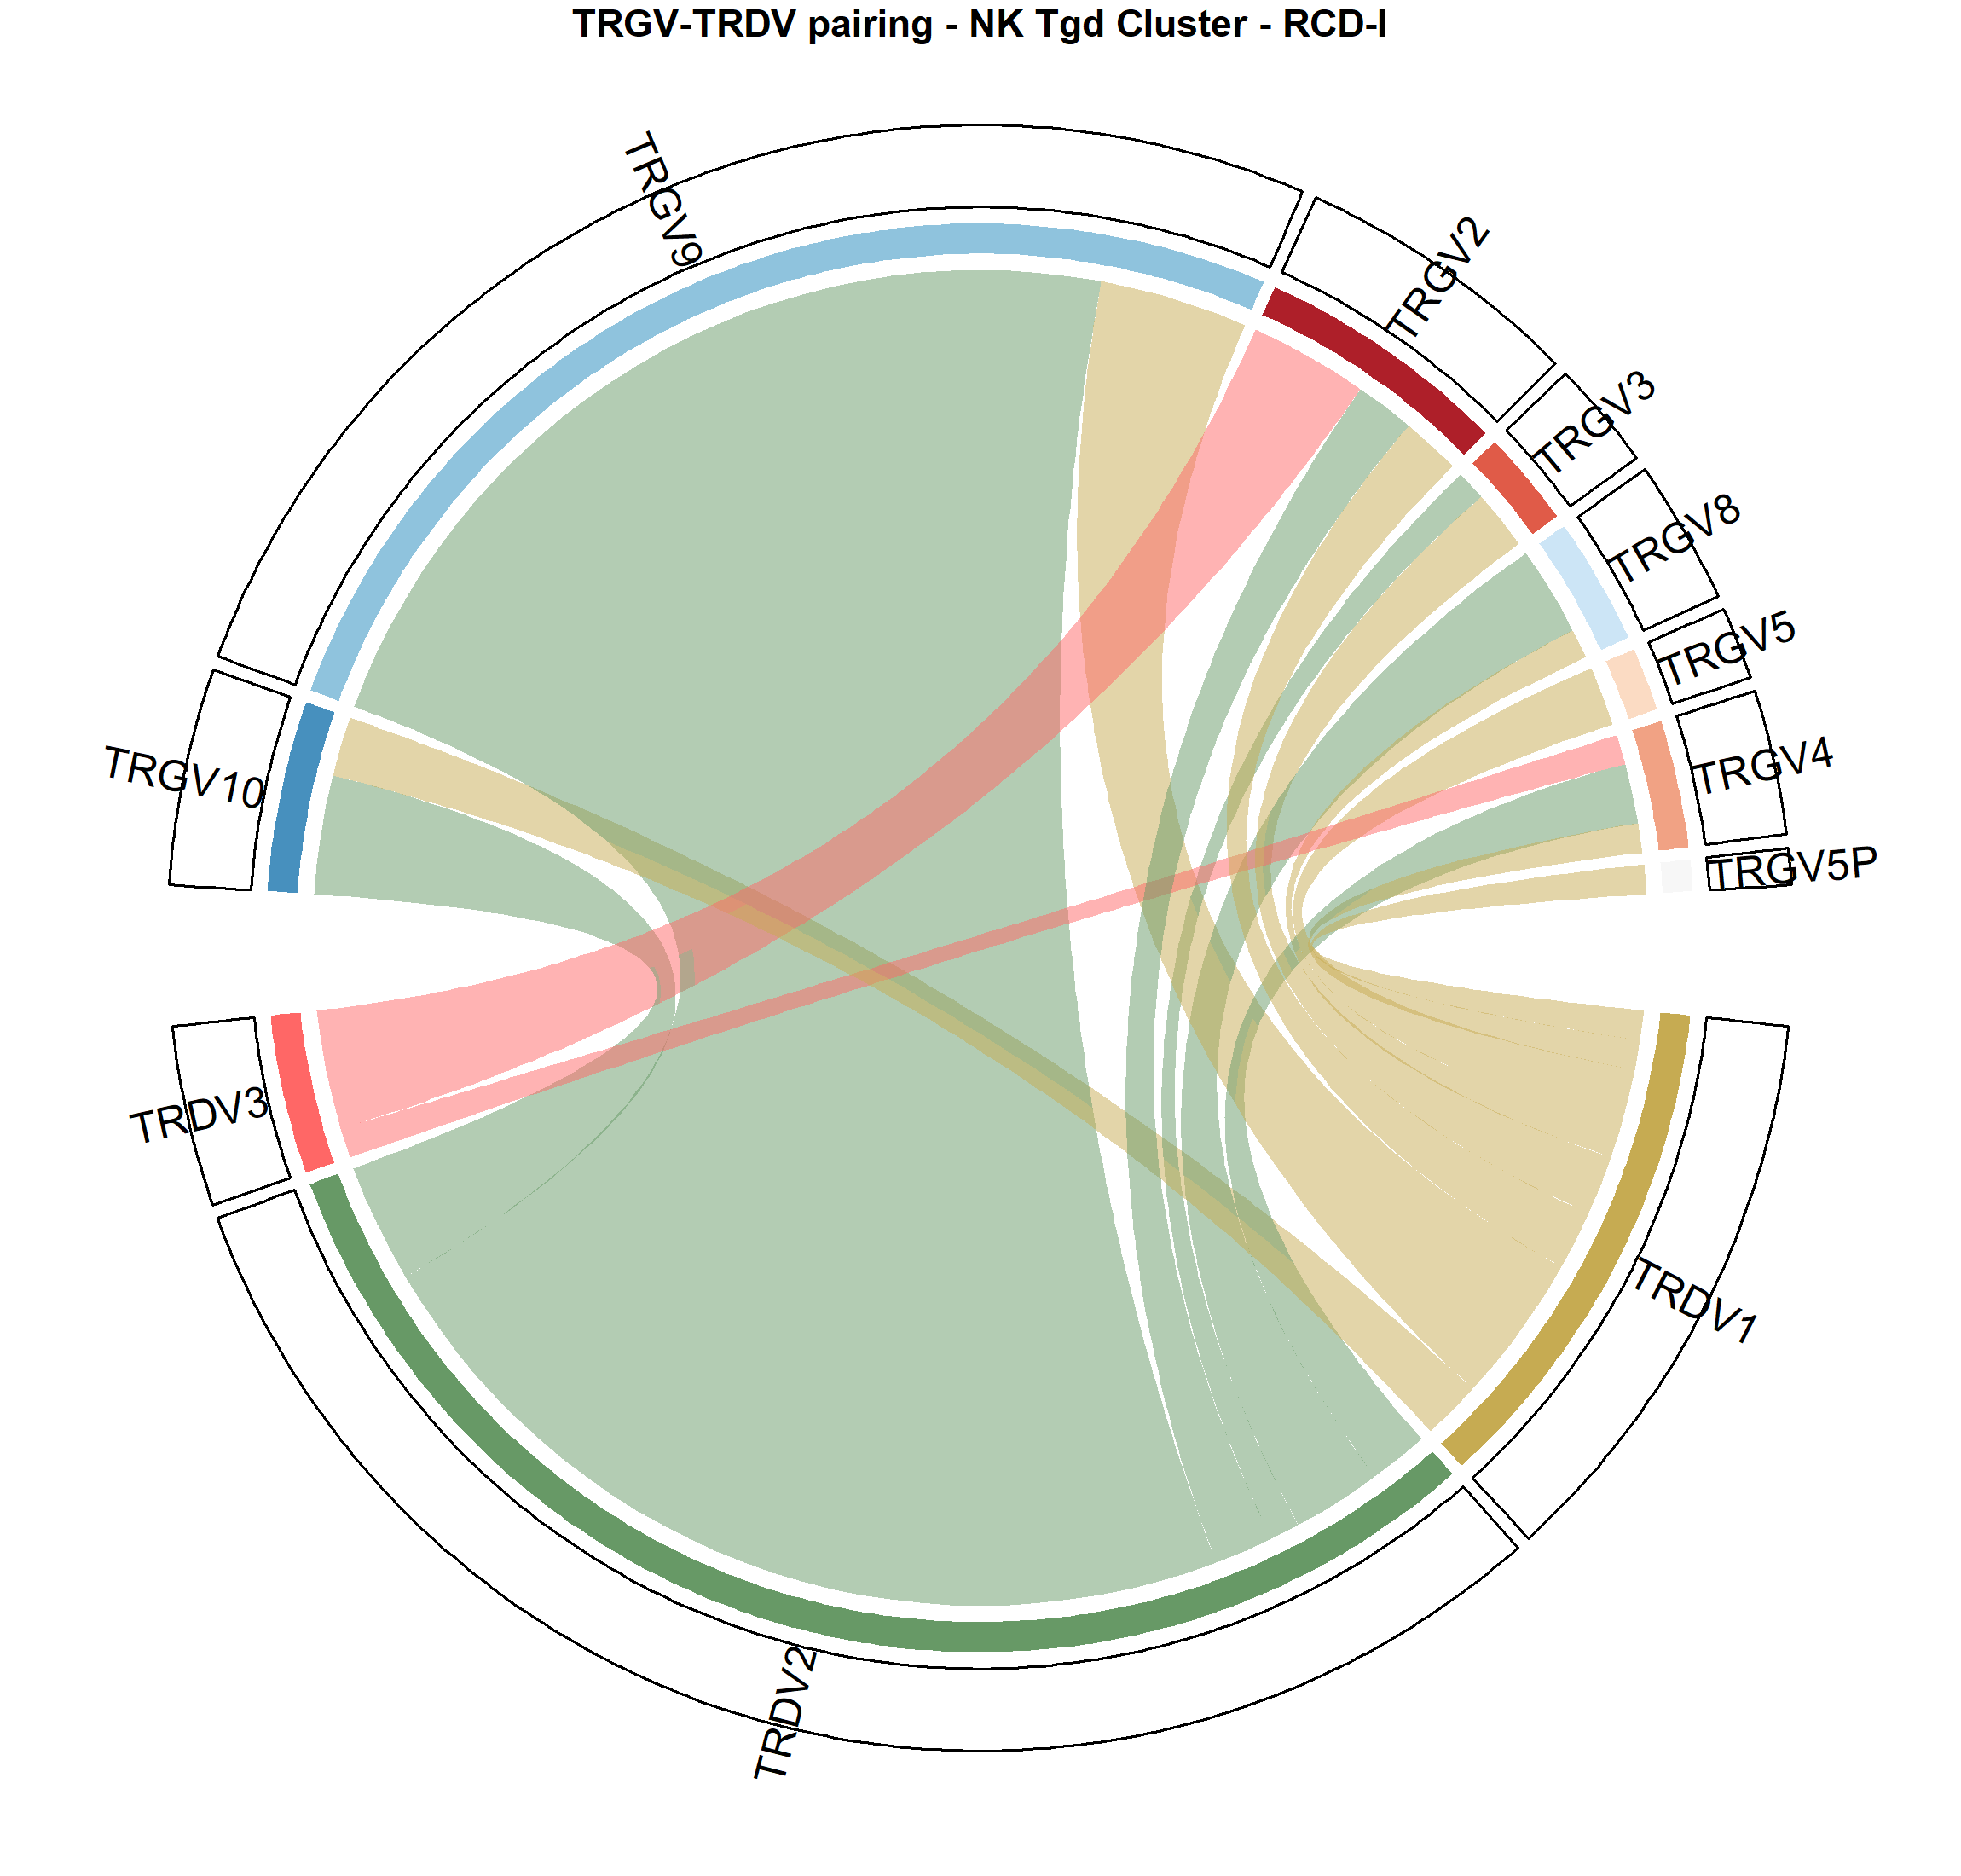 TRGV-TRDV pairing - NK Tgd Cluster - RCD-I
TRGV9
TRGV2
TRGV3
TRGV8
TRGV5
TRGV4
TRGV5P
TRGV10
TRDV3
TRDV1
TRDV2